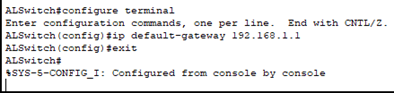 ALSwitch#configure terminal
Enter configuration commands, one per line.  End with CNTL/Z.
ALSwitch(config)#ip default-gateway 192.168.1.1
ALSwitch(config)#exit
ALSwitch#
%SYS-5-CONFIG_I: Configured from console by console